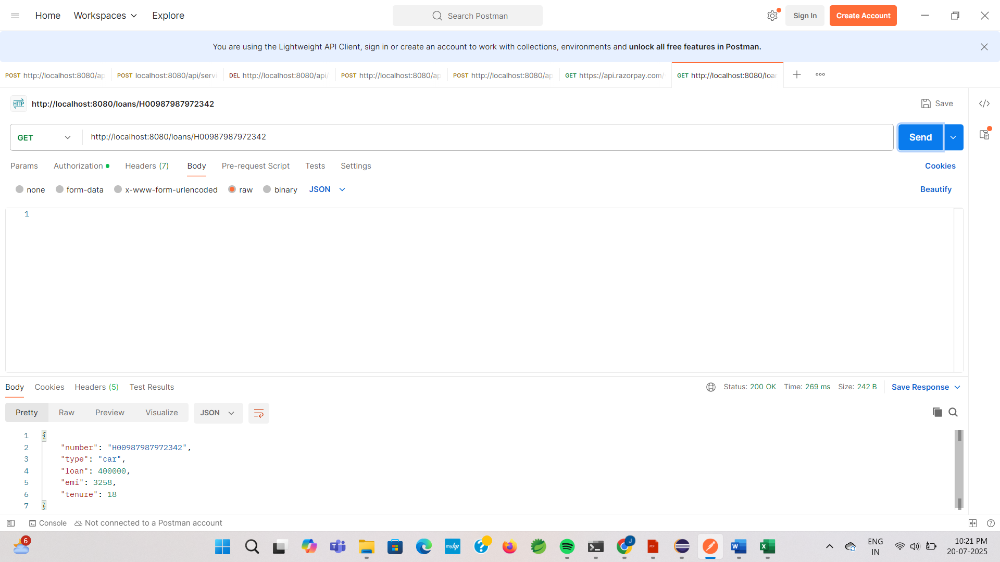 Home Workspaces Explore Search Postman Sign In Create Account
You are using the Lightweight API Client, sign in or create an account to work with collections, environments and unlock all free features in Postman.
POST http://localhost:8080/ap POST localhost:8080/api/servi DEL http://localhost:8080/api/ POST http://localhost:8080/ap POST http://localhost:8080/ap GET https://api.razorpay.com/ GET http://localhost:8080/loar
HTTP http://localhost:8080/loans/H00987987972342 Save </>
GET http://localhost:8080/loans/H00987987972342 Send
Params Authorization Headers (7) Body Pre-request Script Tests Settings Cookies
none form-data x-www-form-urlencoded raw binary JSON Beautify
1
Body Cookies Headers (5) Test Results Status: 200 OK Time: 269 ms Size: 242 B Save Response
Pretty Raw Preview Visualize JSON
1 {
2 "number": "H00987987972342",
3 "type": "car",
4 "loan": 400000,
5 "emi": 3258,
6 "tenure": 18
7 }
Console Not connected to a Postman account
6 myhp J PDF W X ENG 10:21 PM
IN 20-07-2025